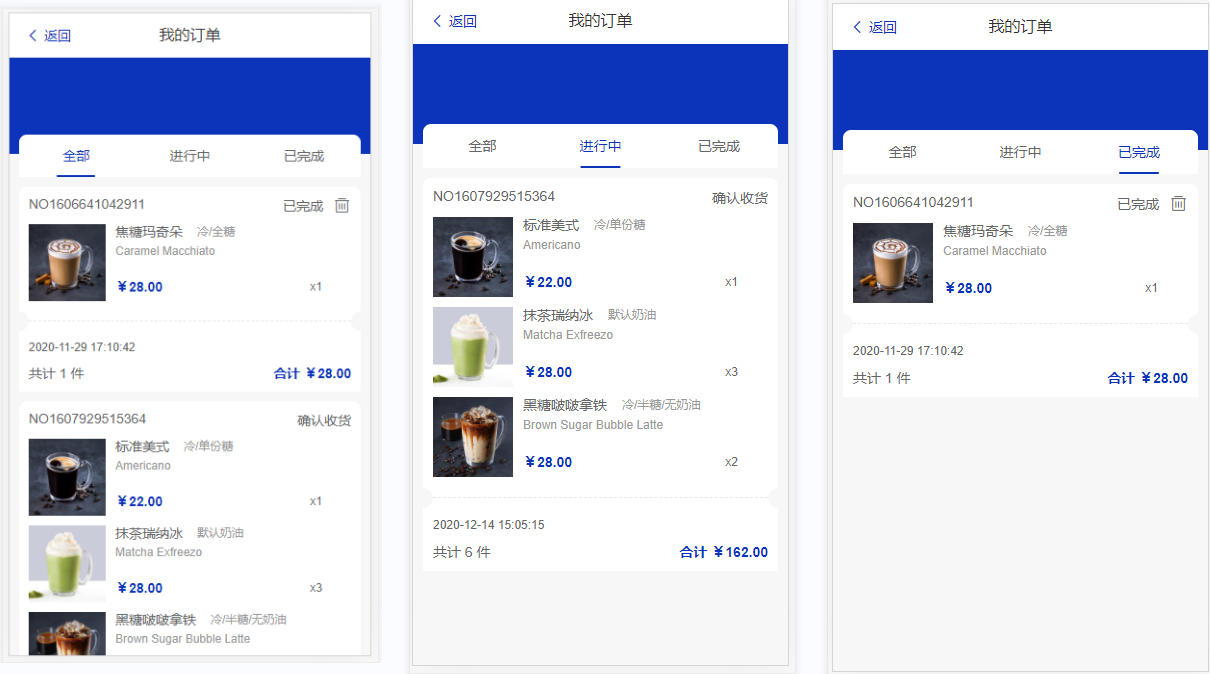 返回
我的订单
全部 进行中 已完成
NO1606641042911 已完成
焦糖玛奇朵 冷/全糖
Caramel Macchiato
￥28.00 x1
2020-11-29 17:10:42
共计 1 件 合计 ￥28.00
NO1607929515364 确认收货
标准美式 冷/单份糖
Americano
￥22.00 x1
抹茶瑞纳冰 默认奶油
Matcha Exfreezo
￥28.00 x3
黑糖啵啵拿铁 冷/半糖/无奶油
Brown Sugar Bubble Latte
返回
我的订单
全部 进行中 已完成
NO1607929515364 确认收货
标准美式 冷/单份糖
Americano
￥22.00 x1
抹茶瑞纳冰 默认奶油
Matcha Exfreezo
￥28.00 x3
黑糖啵啵拿铁 冷/半糖/无奶油
Brown Sugar Bubble Latte
￥28.00 x2
2020-12-14 15:05:15
共计 6 件 合计 ￥162.00
返回
我的订单
全部 进行中 已完成
NO1606641042911 已完成
焦糖玛奇朵 冷/全糖
Caramel Macchiato
￥28.00 x1
2020-11-29 17:10:42
共计 1 件 合计 ￥28.00